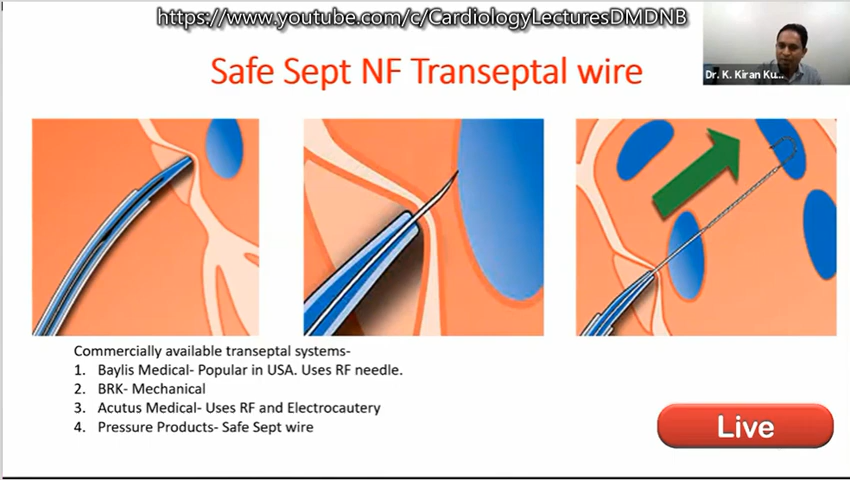 https://www.youtube.com/c/CardiologyLecturesDMDNB
Dr. K. Kiran Ku...
Safe Sept NF Transeptal wire
Commercially available transeptal systems-
1. Baylis Medical- Popular in USA. Uses RF needle.
2. BRK- Mechanical
3. Acutus Medical- Uses RF and Electrocautery
4. Pressure Products- Safe Sept wire
Live